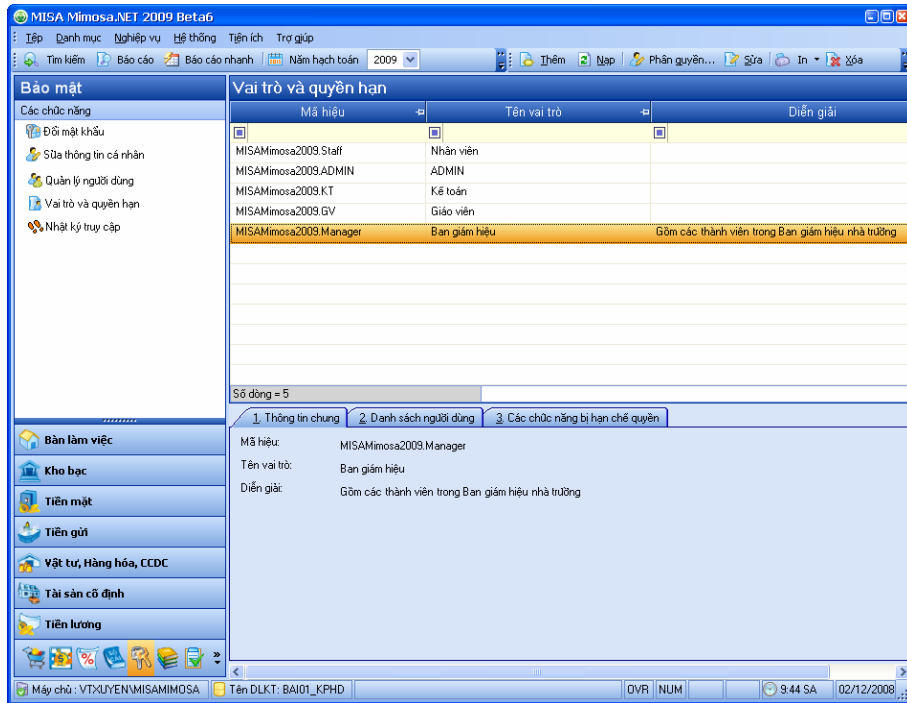 MISA Mimosa.NET 2009 Beta6
Tệp Danh mục Nghiệp vụ Hệ thống Tiện ích Trợ giúp
Tìm kiếm Báo cáo Báo cáo nhanh Năm hạch toán 2009 Thêm Nạp Phân quyền... Sửa In Xóa
Bảo mật
Các chức năng
Đổi mật khẩu
Sửa thông tin cá nhân
Quản lý người dùng
Vai trò và quyền hạn
Nhật ký truy cập
Vai trò và quyền hạn
Mã hiệu Tên vai trò Diễn giải
MISAMimosa2009.Staff Nhân viên
MISAMimosa2009.ADMIN ADMIN
MISAMimosa2009.KT Kế toán
MISAMimosa2009.GV Giáo viên
MISAMimosa2009.Manager Ban giám hiệu Gồm các thành viên trong Ban giám hiệu nhà trường
Số dòng = 5
1. Thông tin chung 2. Danh sách người dùng 3. Các chức năng bị hạn chế quyền
Mã hiệu: MISAMimosa2009.Manager
Tên vai trò: Ban giám hiệu
Diễn giải: Gồm các thành viên trong Ban giám hiệu nhà trường
Bàn làm việc
Kho bạc
Tiền mặt
Tiền gửi
Vật tư, Hàng hóa, CCDC
Tài sản cố định
Tiền lương
Máy chủ : VTXUYEN\MISAMIMOSA Tên DLKT: BAI01_KPHD OVR NUM 9:44 SA 02/12/2008